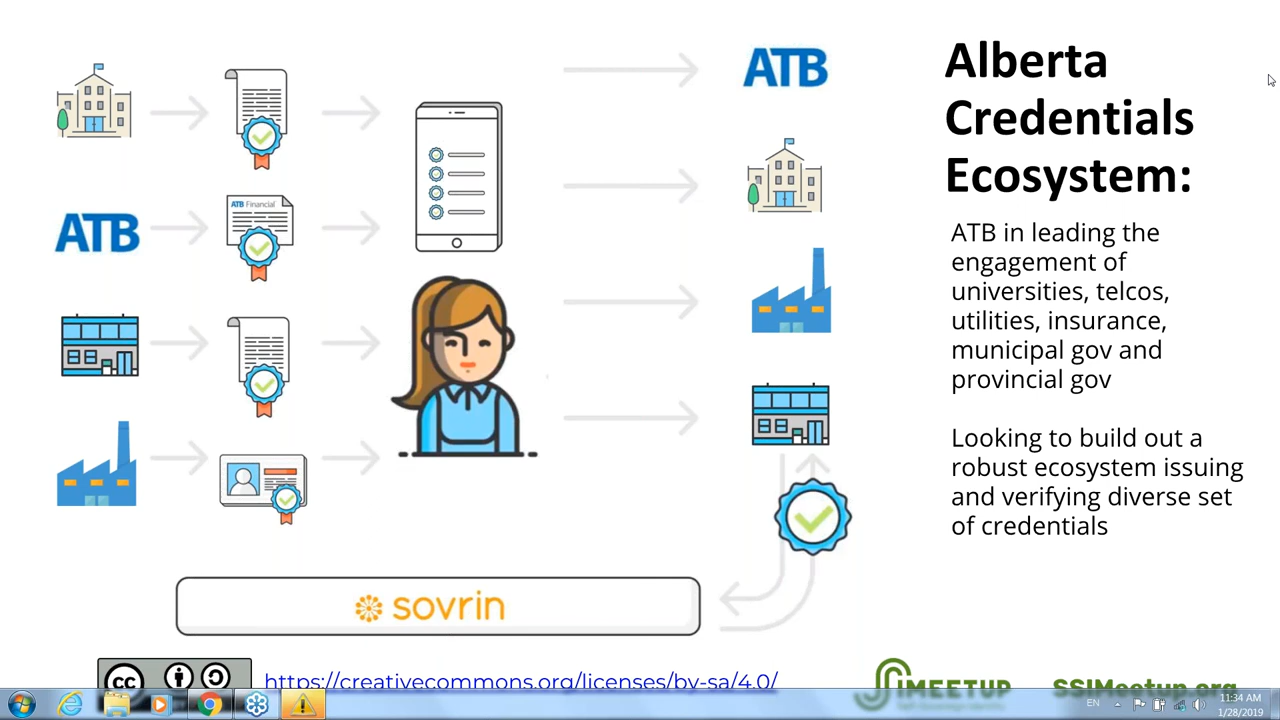 ATB
Alberta
Credentials
Ecosystem:
ATB in leading the
engagement of
universities, telcos,
utilities, insurance,
municipal gov and
provincial gov
Looking to build out a
robust ecosystem issuing
and verifying diverse set
of credentials
ATB
ATB Financial
sovrin
cc
https://creativecommons.org/licenses/by-sa/4.0/
SSIMEETUP
SSIMeetup.org
EN
11:34 AM
1/28/2019